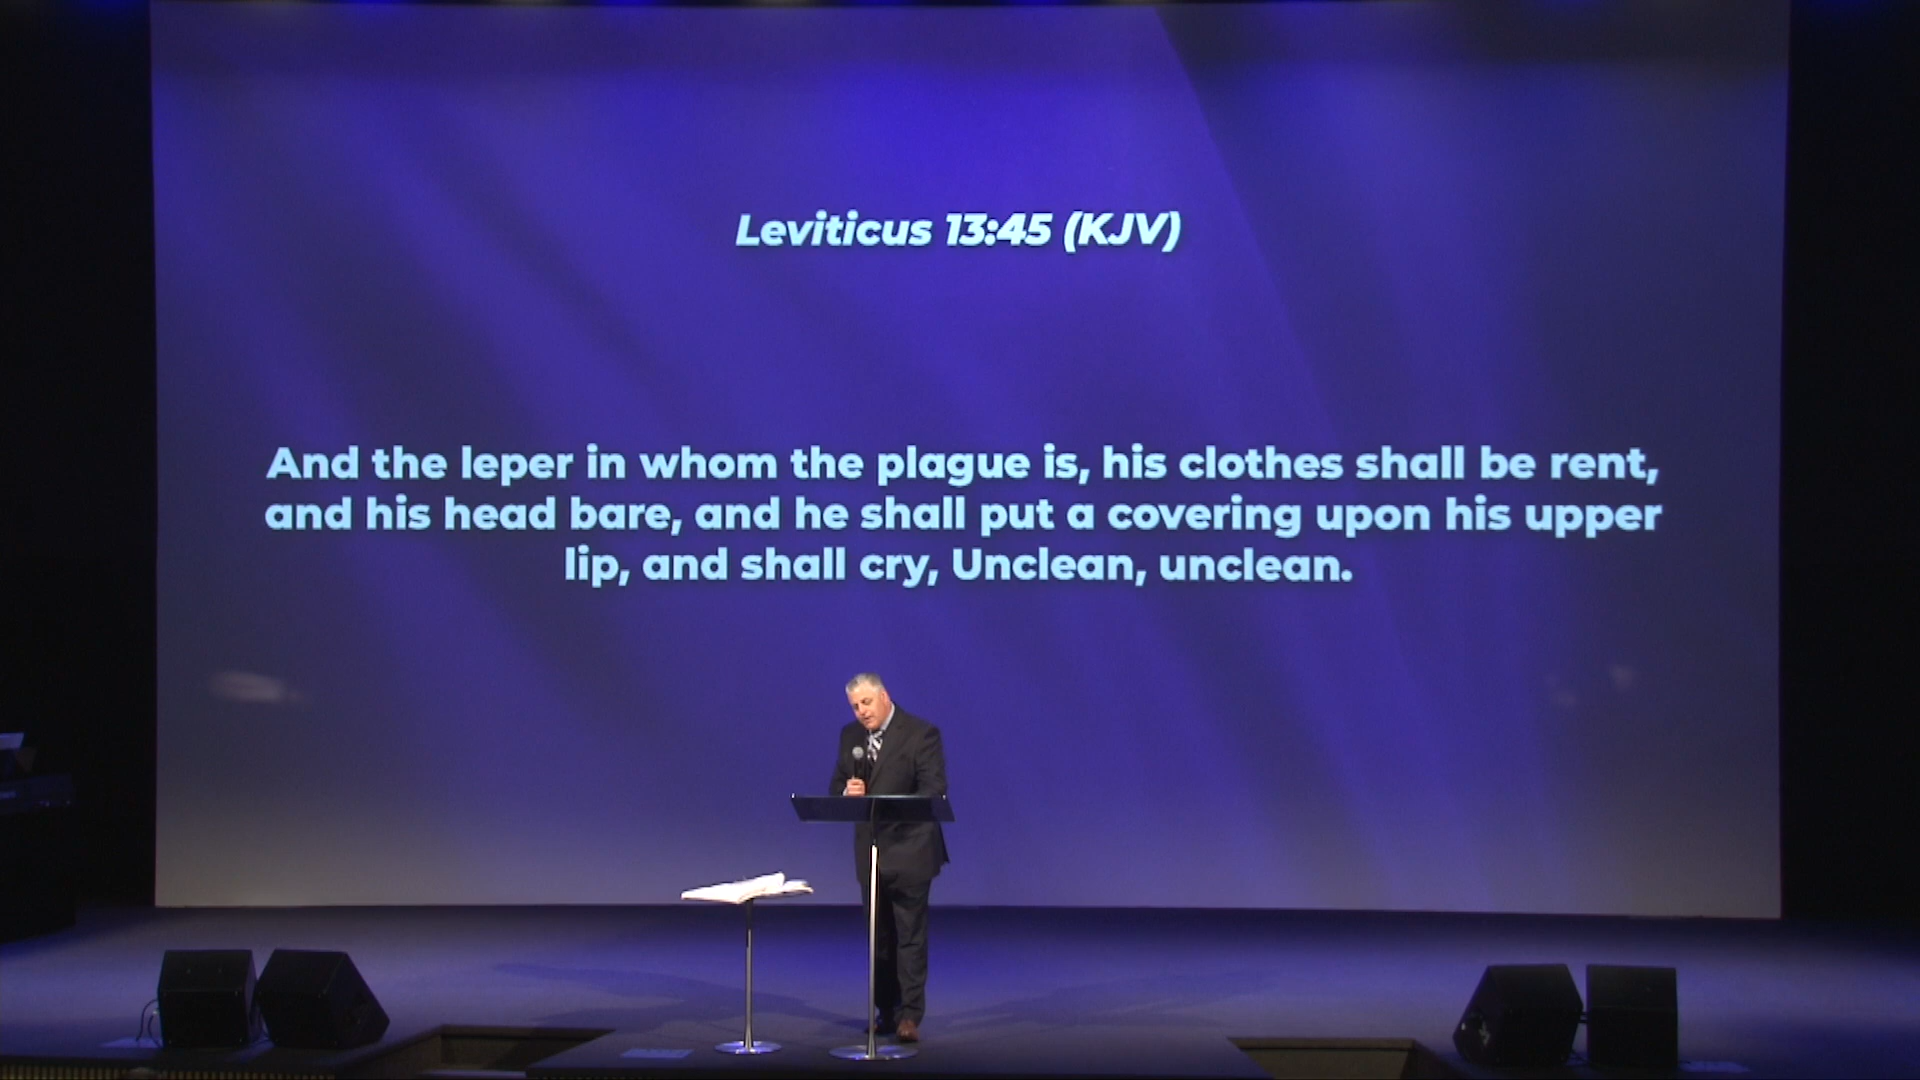 Leviticus 13:45 (KJV)
And the leper in whom the plague is, his clothes shall be rent,
and his head bare, and he shall put a covering upon his upper
lip, and shall cry, Unclean, unclean.